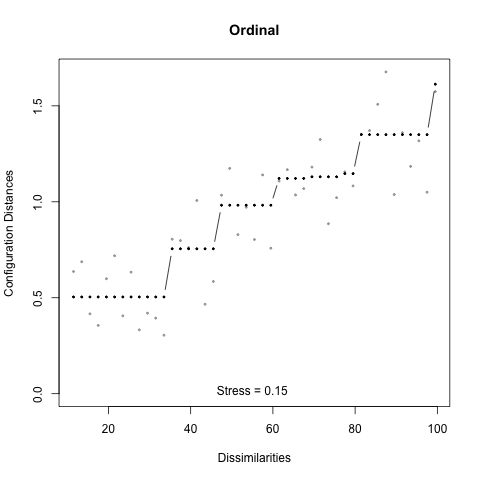 Ordinal
Configuration Distances
1.5
1.0
0.5
0.0
Stress = 0.15
20 40 60 80 100
Dissimilarities